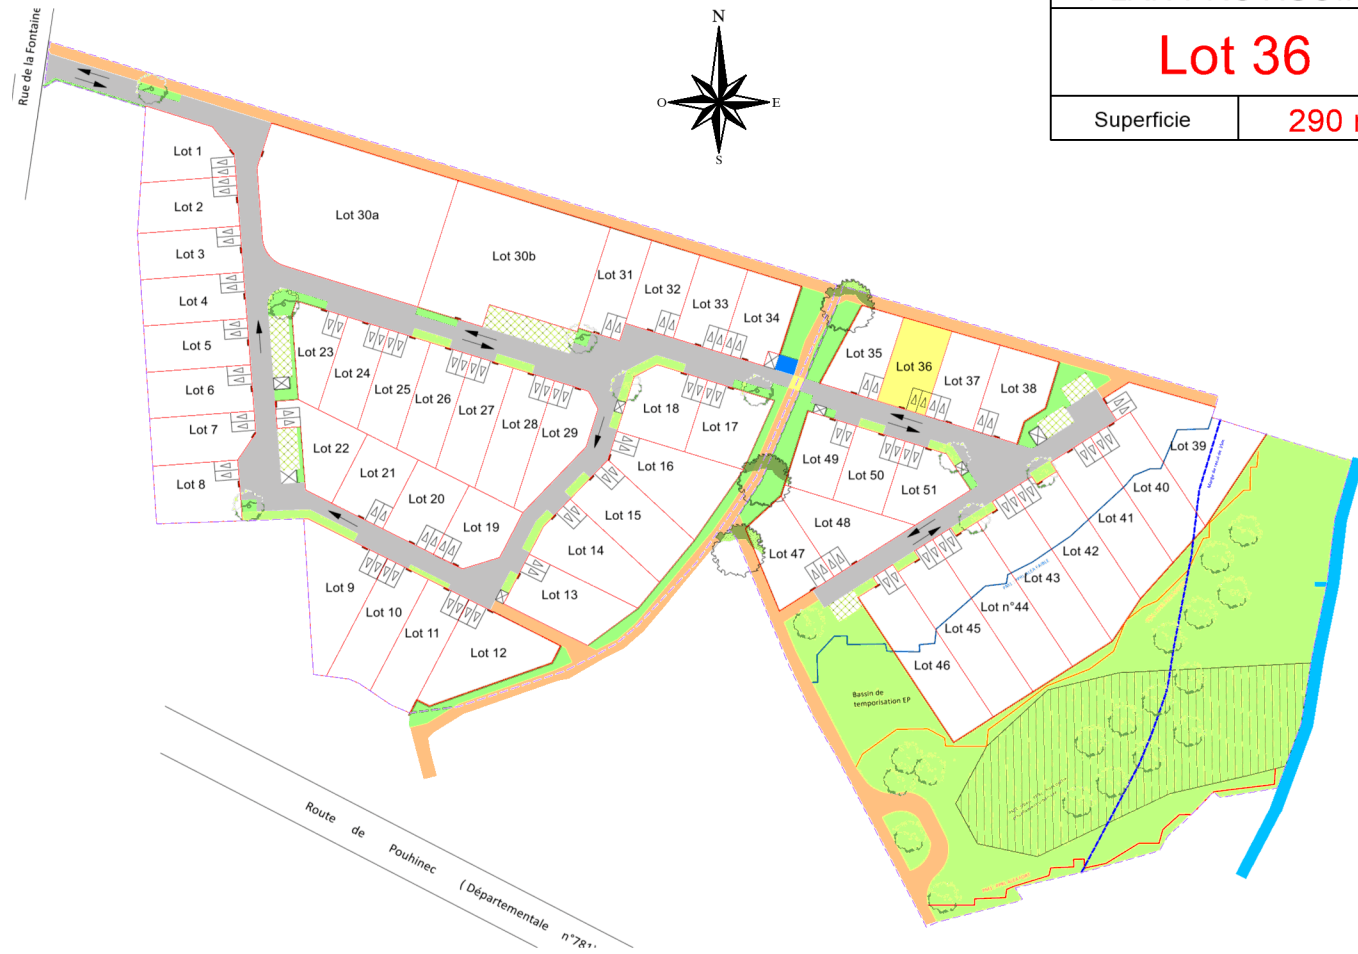 Rue de la Fontaine
N
O
E
S
Lot 36
Superficie
290
Lot 1
Lot 2
Lot 3
Lot 4
Lot 5
Lot 6
Lot 7
Lot 8
Lot 30a
Lot 30b
Lot 31
Lot 32
Lot 33
Lot 34
Lot 35
Lot 36
Lot 37
Lot 38
Lot 23
Lot 24
Lot 25
Lot 26
Lot 27
Lot 28
Lot 29
Lot 18
Lot 17
Lot 16
Lot 22
Lot 21
Lot 20
Lot 19
Lot 15
Lot 14
Lot 13
Lot 9
Lot 10
Lot 11
Lot 12
Lot 49
Lot 50
Lot 51
Lot 48
Lot 47
Lot 39
Lot 40
Lot 41
Lot 42
Lot 43
Lot n°44
Lot 45
Lot 46
Bassin de
temporisation EP
Route de Pouhinec (Départementale n°781